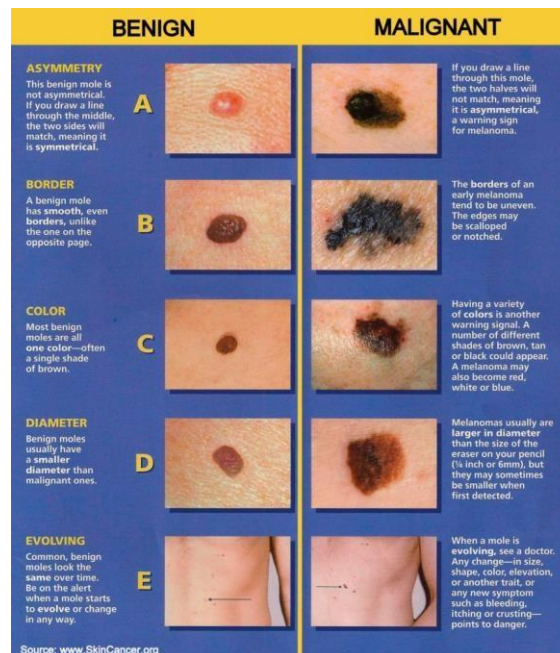 BENIGN
MALIGNANT
ASYMMETRY
This benign mole is
not asymmetrical.
If you draw a line
through the middle,
the two sides will
match, meaning it
is symmetrical.
A
If you draw a line
through this mole,
the two halves will
not match, meaning
it is asymmetrical,
a warning sign
for melanoma.
BORDER
A benign mole
has smooth, even
borders, unlike
the one on the
opposite page.
B
The borders of an
early melanoma
tend to be uneven.
The edges may
be scalloped
or notched.
COLOR
Most benign
moles are all
one color—often
a single shade
of brown.
C
Having a variety
of colors is another
warning signal. A
number of different
shades of brown, tan
or black could appear.
A melanoma may
also become red,
white or blue.
DIAMETER
Benign moles
usually have
a smaller
diameter than
malignant ones.
D
Melanomas usually are
larger in diameter
than the size of the
eraser on your pencil
(¼ inch or 6mm), but
they may sometimes
be smaller when
first detected.
EVOLVING
Common, benign
moles look the
same over time.
Be on the alert
when a mole starts
to evolve or change
in any way.
E
When a mole is
evolving, see a doctor.
Any change—in size,
shape, color, elevation,
or another trait, or
any new symptom
such as bleeding,
itching or crusting—
points to danger.
Source: www.SkinCancer.org